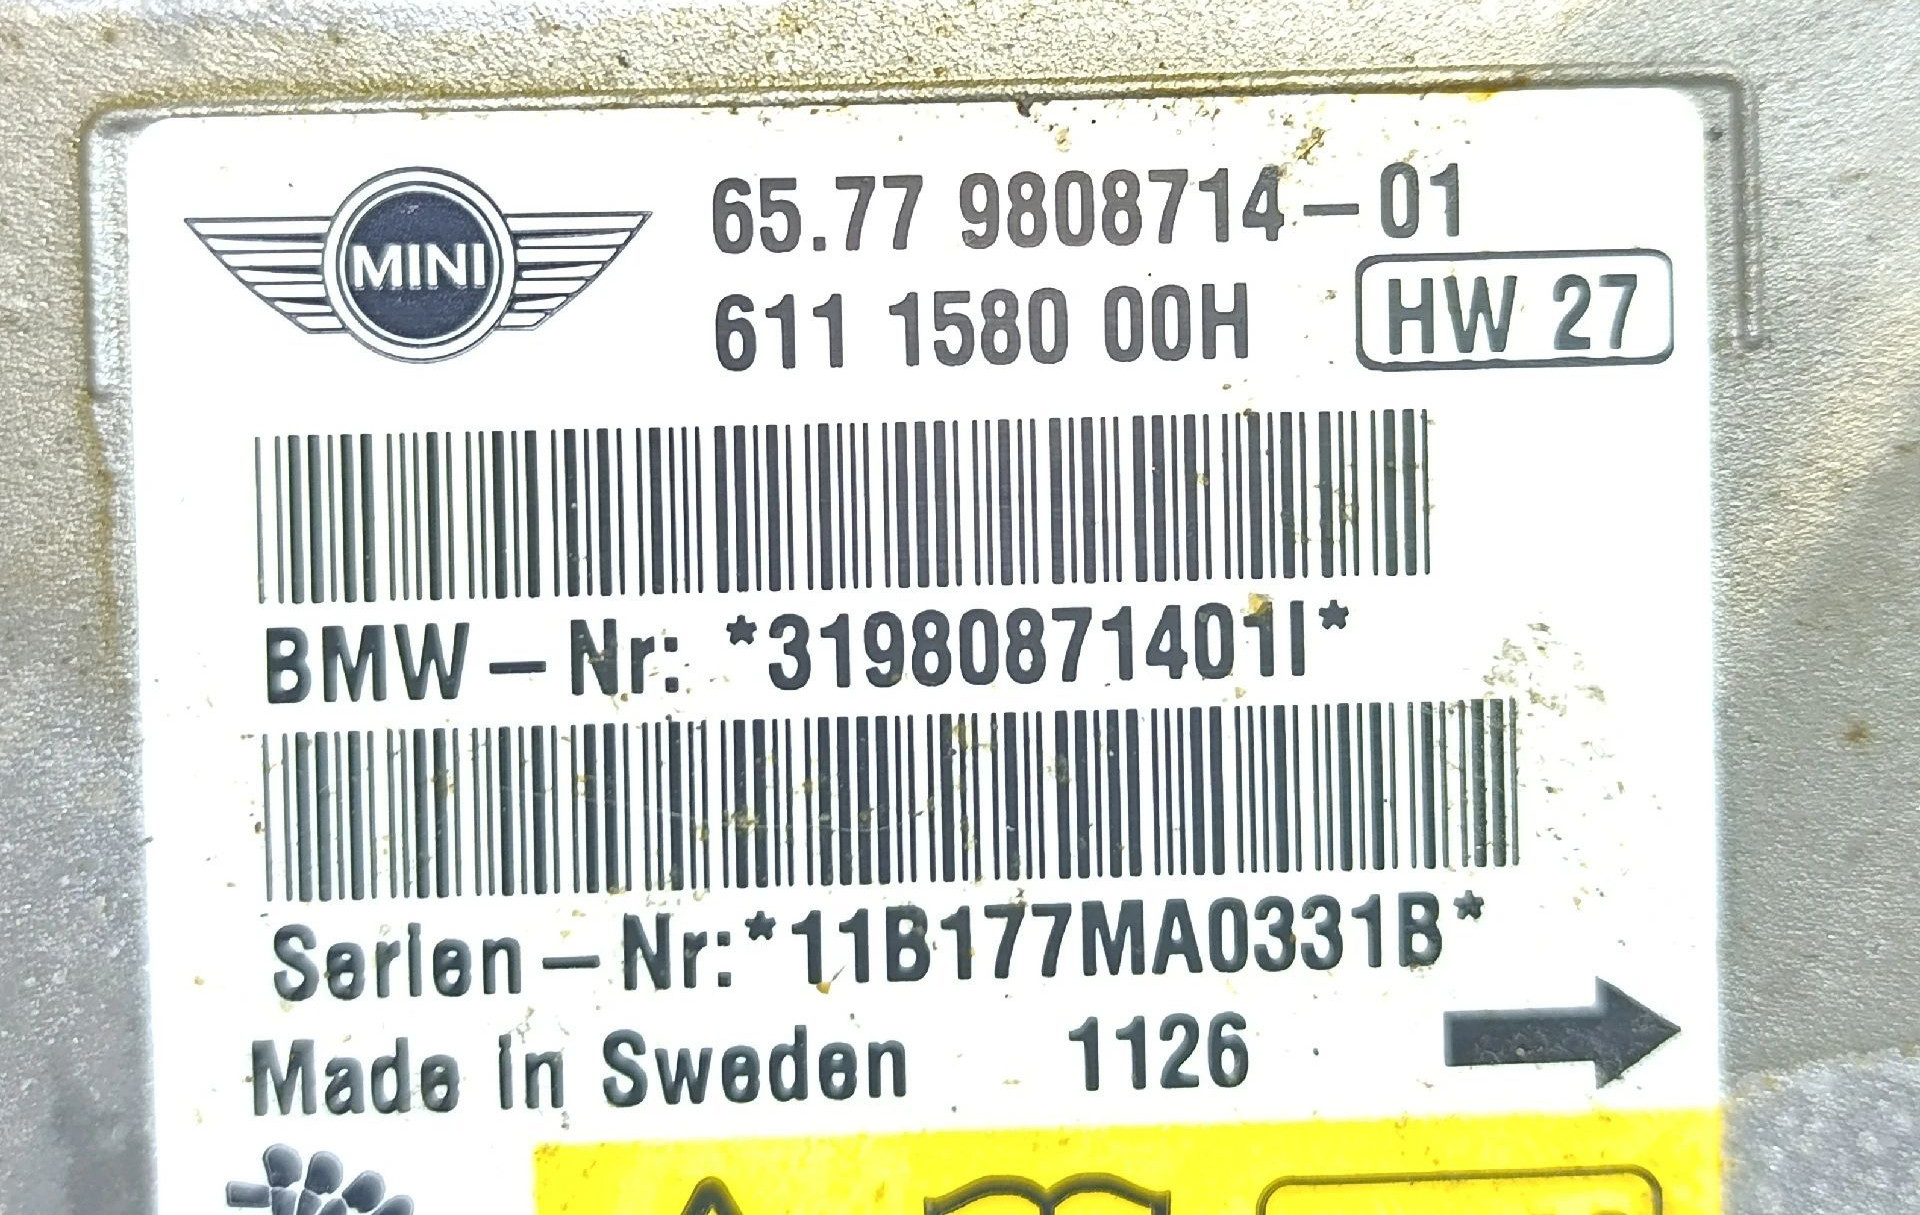 MINI
65.77 9808714-01
611 1580 00H
HW 27
BMW-Nr: *319808714011*
Serien-Nr:*11B177MA0331B*
Made in Sweden 1126